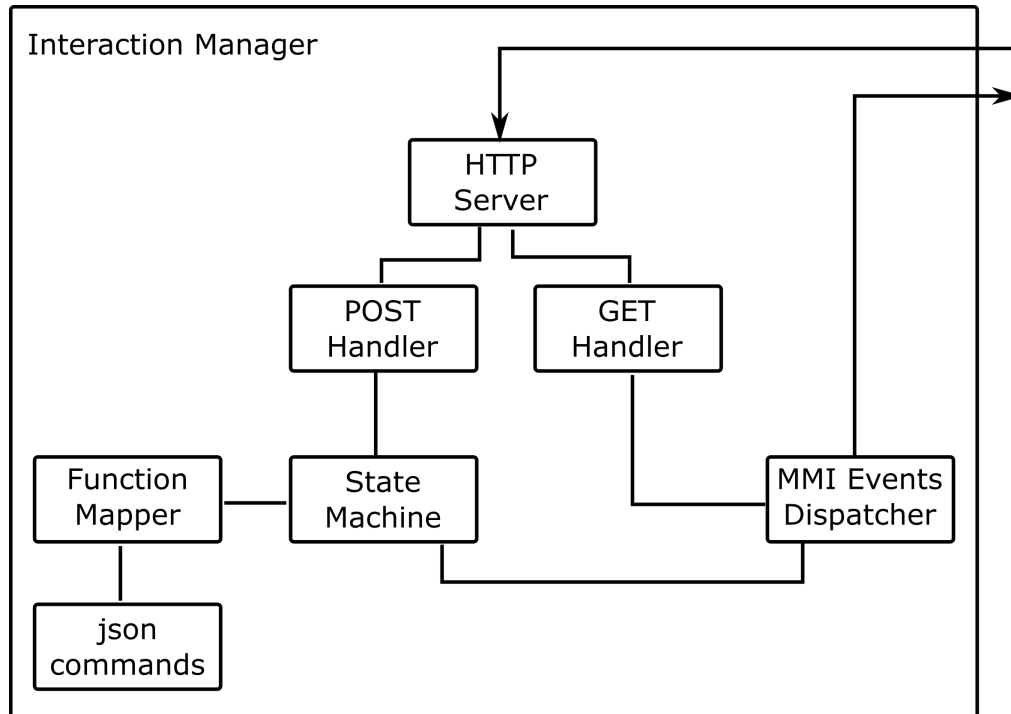 Interaction Manager
HTTP
Server
POST
Handler
GET
Handler
Function
Mapper
State
Machine
MMI Events
Dispatcher
json
commands